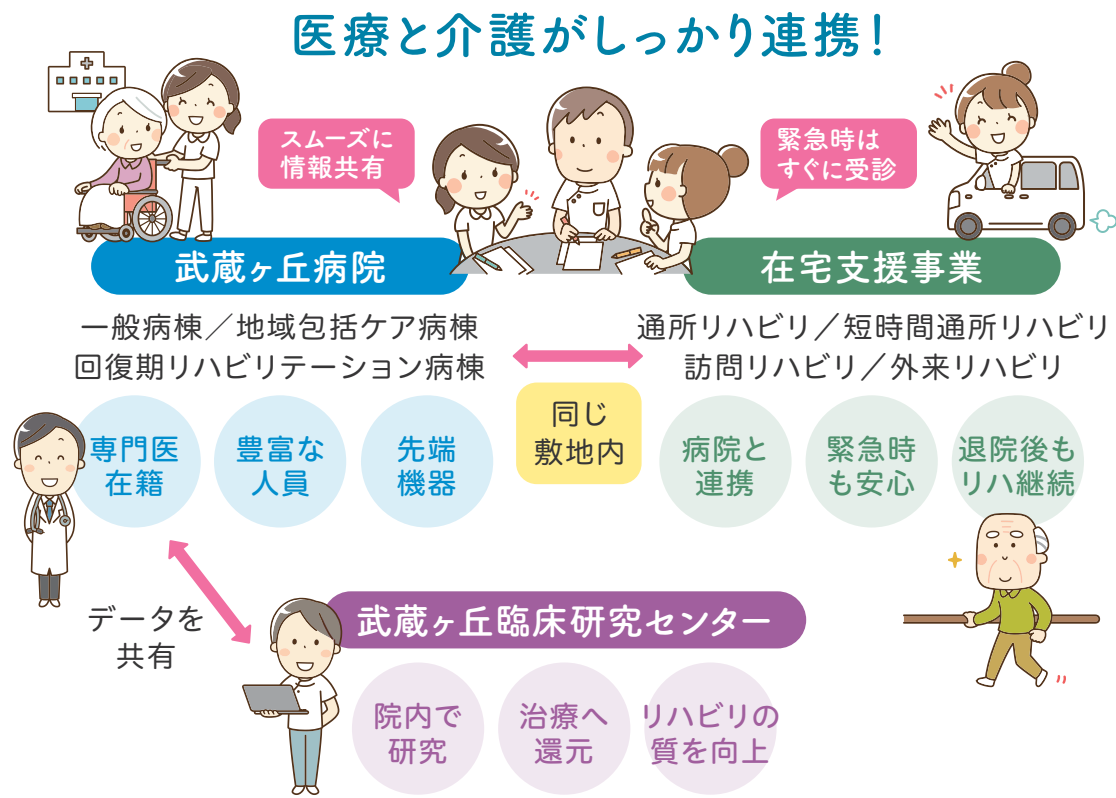 医療と介護がしっかり連携!
スムーズに
情報共有
緊急時は
すぐに受診
武蔵ヶ丘病院
在宅支援事業
一般病棟／地域包括ケア病棟
回復期リハビリテーション病棟
通所リハビリ／短時間通所リハビリ
訪問リハビリ／外来リハビリ
同じ
敷地内
専門医
在籍
豊富な
人員
先端
機器
病院と
連携
緊急時
も安心
退院後も
リハ継続
データを
共有
武蔵ヶ丘臨床研究センター
院内で
研究
治療へ
還元
リハビリの
質を向上